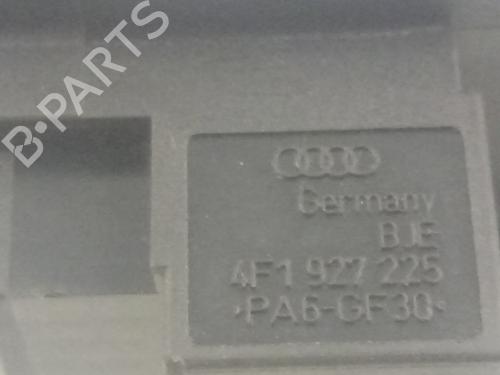 B·PARTS
Germany
BJE
4F1 927 225
›PA6-GF30‹